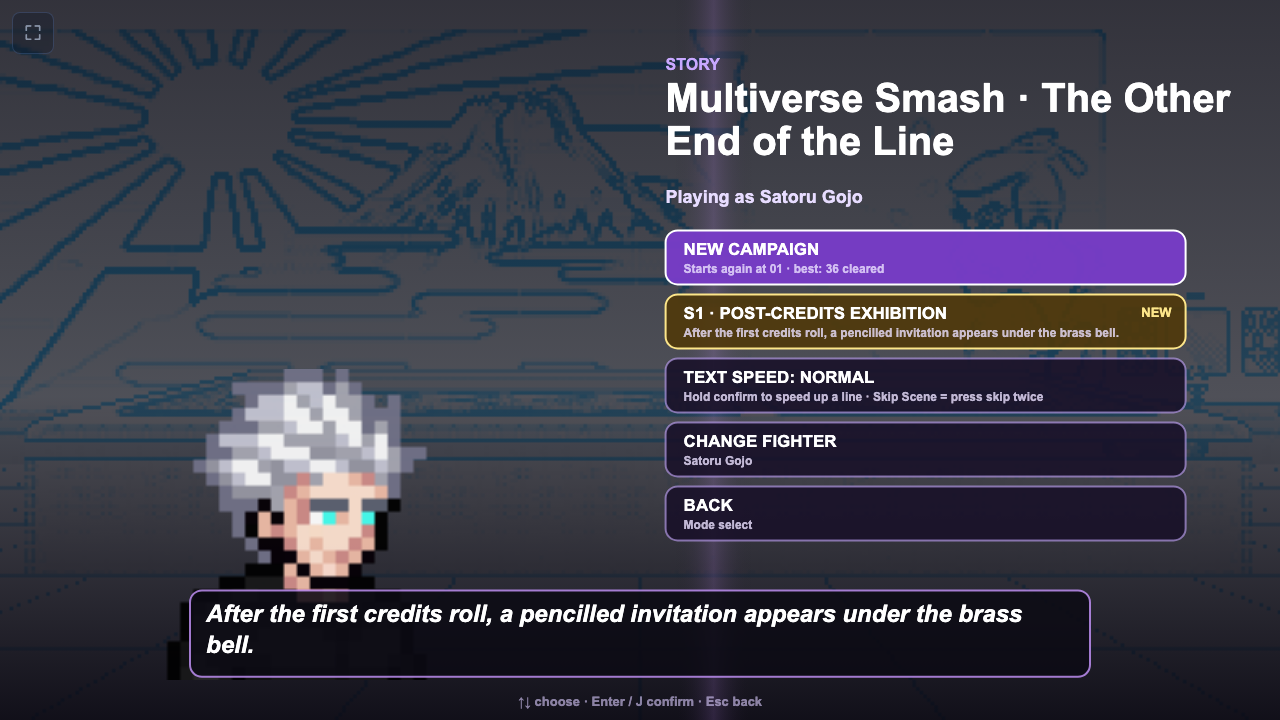 STORY
Multiverse Smash · The Other
End of the Line
Playing as Satoru Gojo
NEW CAMPAIGN
Starts again at 01 · best: 36 cleared
S1 · POST-CREDITS EXHIBITION
NEW
After the first credits roll, a pencilled invitation appears under the brass bell.
TEXT SPEED: NORMAL
Hold confirm to speed up a line · Skip Scene = press skip twice
CHANGE FIGHTER
Satoru Gojo
BACK
Mode select
After the first credits roll, a pencilled invitation appears under the brass
bell.
↑↓ choose · Enter / J confirm · Esc back